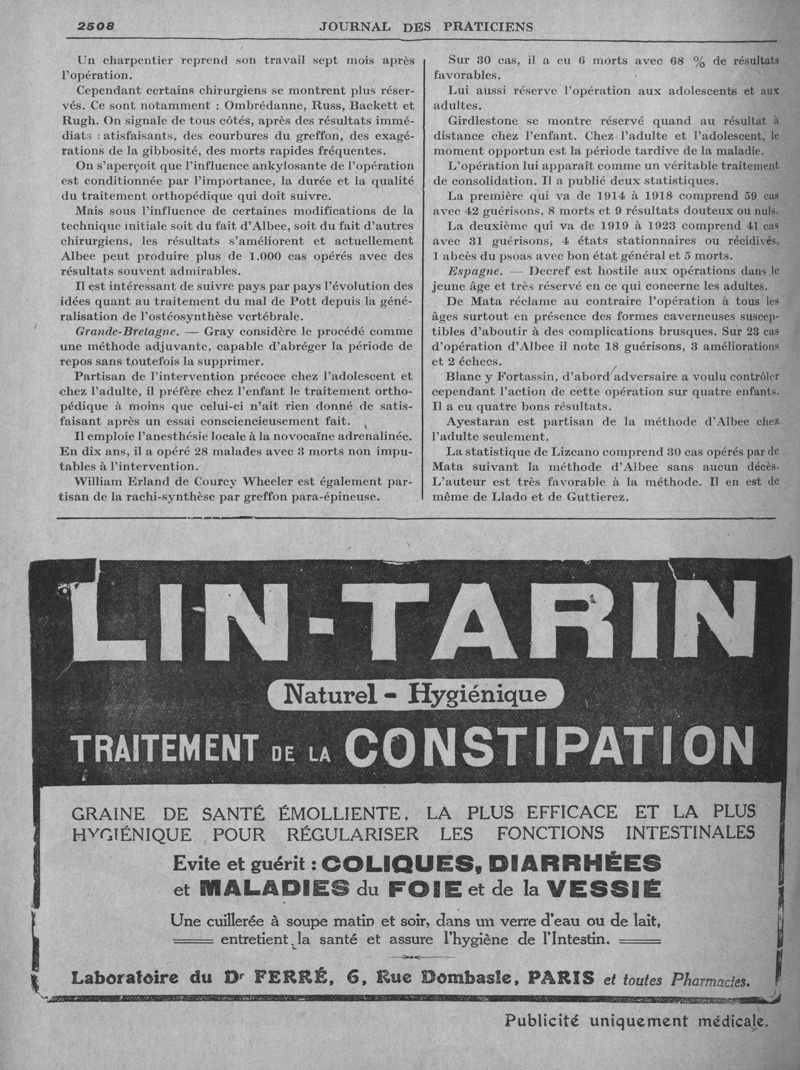 2508
JOURNAL DES PRATICIENS
Un charpentier reprend son travail sept mois après
l'opération.
Cependant certains chirurgiens se montrent plus réser-
vés. Ce sont notamment : Ombrédanne, Russ, Backett et
Rugh. On signale de tous côtés, après des résultats immé-
diats : atisfaisants, des courbures du greffon, des exagé-
rations de la gibbosité, des morts rapides fréquentes.
On s'aperçoit que l'influence ankylosante de l'opération
est conditionnée par l'importance, la durée et la qualité
du traitement orthopédique qui doit suivre.
Mais sous l'influence de certaines modifications de la
technique initiale soit du fait d'Albee, soit du fait d'autres
chirurgiens, les résultats s'améliorent et actuellement
Albee peut produire plus de 1.000 cas opérés avec des
résultats souvent admirables.
Il est intéressant de suivre pays par pays l'évolution des
idées quant au traitement du mal de Pott depuis la géné-
ralisation de l'ostéosynthèse vertébrale.
Grande-Bretagne. — Gray considère le procédé comme
une méthode adjuvante, capable d'abréger la période de
repos sans toutefois la supprimer.
Partisan de l'intervention précoce chez l'adolescent et
chez l'adulte, il préfère chez l'enfant le traitement ortho-
pédique à moins que celui-ci n'ait rien donné de satis-
faisant après un essai consciencieusement fait.
Il emploie l'anesthésie locale à la novocaïne adrenalinée.
En dix ans, il a opéré 28 malades avec 3 morts non impu-
tables à l'intervention.
William Erland de Courcy Wheeler est également par-
tisan de la rachi-synthèse par greffon para-épineuse.
Sur 30 cas, il a eu 6 morts avec 68 % de résultats
favorables.
Lui aussi réserve l'opération aux adolescents et aux
adultes.
Girdlestone se montre réservé quand au résultat à
distance chez l'enfant. Chez l'adulte et l'adolescent, le
moment opportun est la période tardive de la maladie.
L'opération lui apparaît comme un véritable traitement
de consolidation. Il a publié deux statistiques.
La première qui va de 1914 à 1918 comprend 59 cas
avec 42 guérisons, 8 morts et 9 résultats douteux ou nuls.
La deuxième qui va de 1919 à 1923 comprend 41 cas
avec 31 guérisons, 4 états stationnaires ou récidivés,
1 abcès du psoas avec bon état général et 5 morts.
Espagne. — Decref est hostile aux opérations dans le
jeune âge et très réservé en ce qui concerne les adultes.
De Mata réclame au contraire l'opération à tous les
âges surtout en présence des formes caverneuses suscep-
tibles d'aboutir à des complications brusques. Sur 23 cas
d'opération d'Albee il note 18 guérisons, 3 améliorations
et 2 échecs.
Blanc y Fortassin, d'abord adversaire a voulu contrôler
cependant l'action de cette opération sur quatre enfants.
Il a eu quatre bons résultats.
Ayestaran est partisan de la méthode d'Albee chez
l'adulte seulement.
La statistique de Lizcano comprend 30 cas opérés par de
Mata suivant la méthode d'Albee sans aucun décès.
L'auteur est très favorable à la méthode. Il en est de
même de Llado et de Guttierez.
LIN-TARIN
Naturel - Hygiénique
TRAITEMENT DE LA CONSTIPATION
GRAINE DE SANTÉ ÉMOLLIENTE, LA PLUS EFFICACE ET LA PLUS
HYGIÉNIQUE POUR RÉGULARISER LES FONCTIONS INTESTINALES
Evite et guérit : COLIQUES, DIARRHÉES
et MALADIES du FOIE et de la VESSIE
Une cuillerée à soupe matin et soir, dans un verre d'eau ou de lait,
entretient la santé et assure l'hygiène de l'Intestin.
Laboratoire du Dr FERRÉ, 6, Rue Dombasle, PARIS et toutes Pharmacies.
Publicité uniquement médicale.